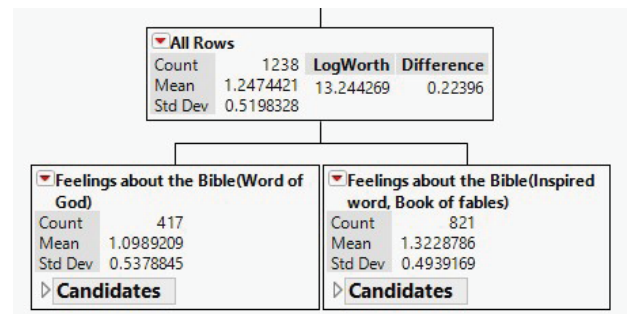 All Rows
Count 1238 LogWorth Difference
Mean 1.2474421 13.244269 0.22396
Std Dev 0.5198328
Feelings about the Bible(Word of
God)
Count 417
Mean 1.0989209
Std Dev 0.5378845
Candidates
Feelings about the Bible(Inspired
word, Book of fables)
Count 821
Mean 1.3228786
Std Dev 0.4939169
Candidates